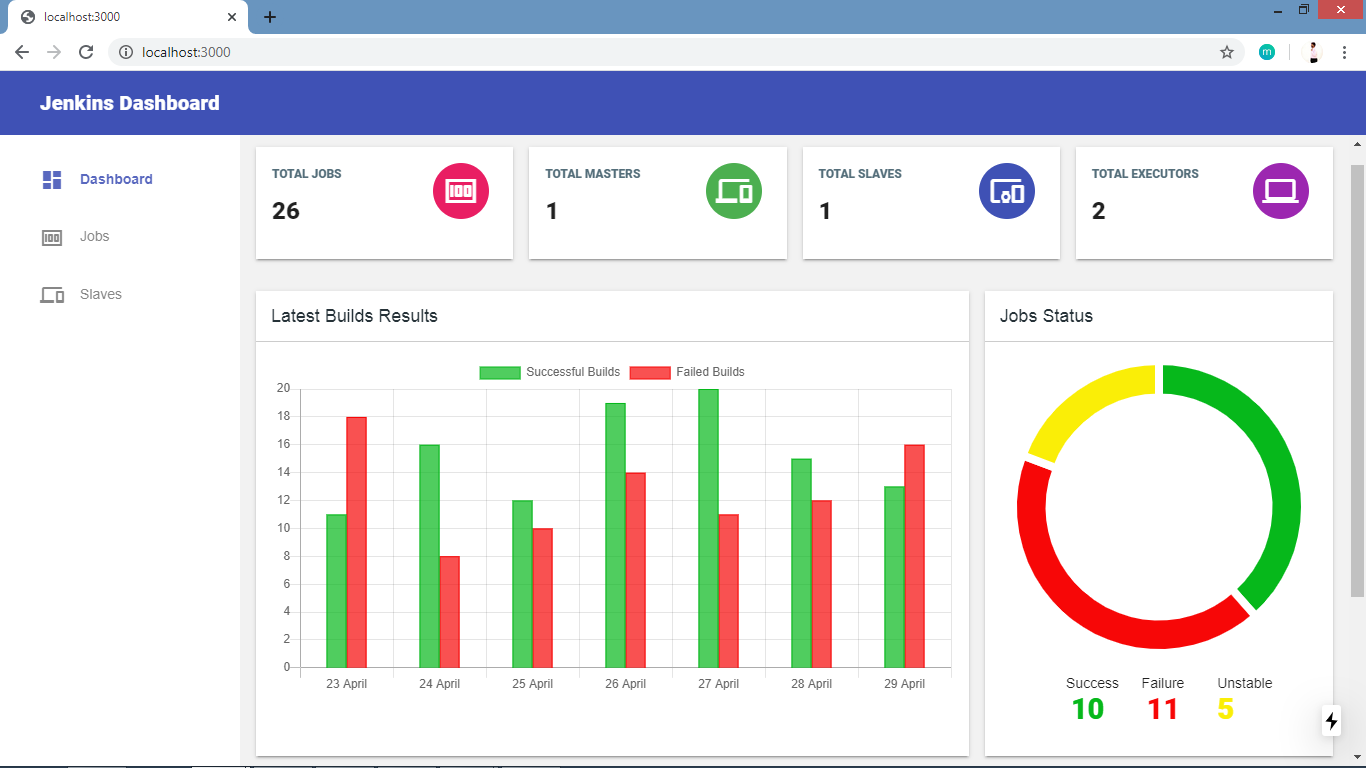 localhost:3000
localhost:3000
m
Jenkins Dashboard
Dashboard
Jobs
Slaves
TOTAL JOBS
26
TOTAL MASTERS
1
TOTAL SLAVES
1
TOTAL EXECUTORS
2
Latest Builds Results
Successful Builds Failed Builds
20
18
16
14
12
10
8
6
4
2
0
23 April 24 April 25 April 26 April 27 April 28 April 29 April
Jobs Status
Success Failure Unstable
10 11 5